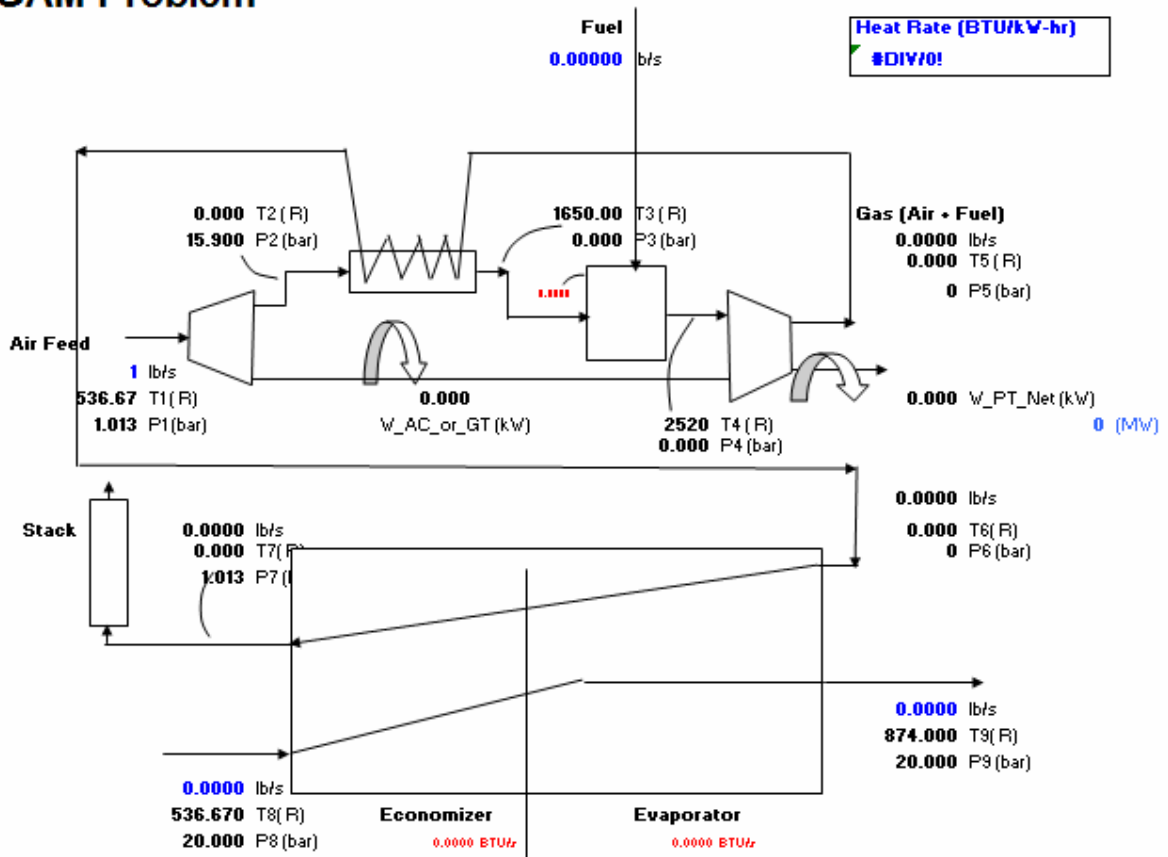 CAM Problem
Fuel
0.00000 b/s
Heat Rate (BTU/kW-hr)
#DIV/0!
0.000 T2 ( R)
15.900 P2 (bar)
1650.00 T3 ( R)
0.000 P3 (bar)
Gas (Air + Fuel)
0.0000 lb/s
0.000 T5 ( R)
0 P5 (bar)
Air Feed
1 lb/s
536.67 T1 ( R)
1.013 P1(bar)
0.000
W_AC_or_GT (kW)
2520 T4 ( R)
0.000 P4 (bar)
0.000 W_PT_Net (kW)
0 (MW)
Stack
0.0000 lb/s
0.000 T7( R
1.013 P7 (
0.0000 lb/s
0.000 T6( R)
0 P6 (bar)
0.0000 lb/s
874.000 T9( R)
20.000 P9 (bar)
0.0000 lb/s
536.670 T8( R)
20.000 P8 (bar)
Economizer
0.0000 BTU/r
Evaporator
0.0000 BTU/r